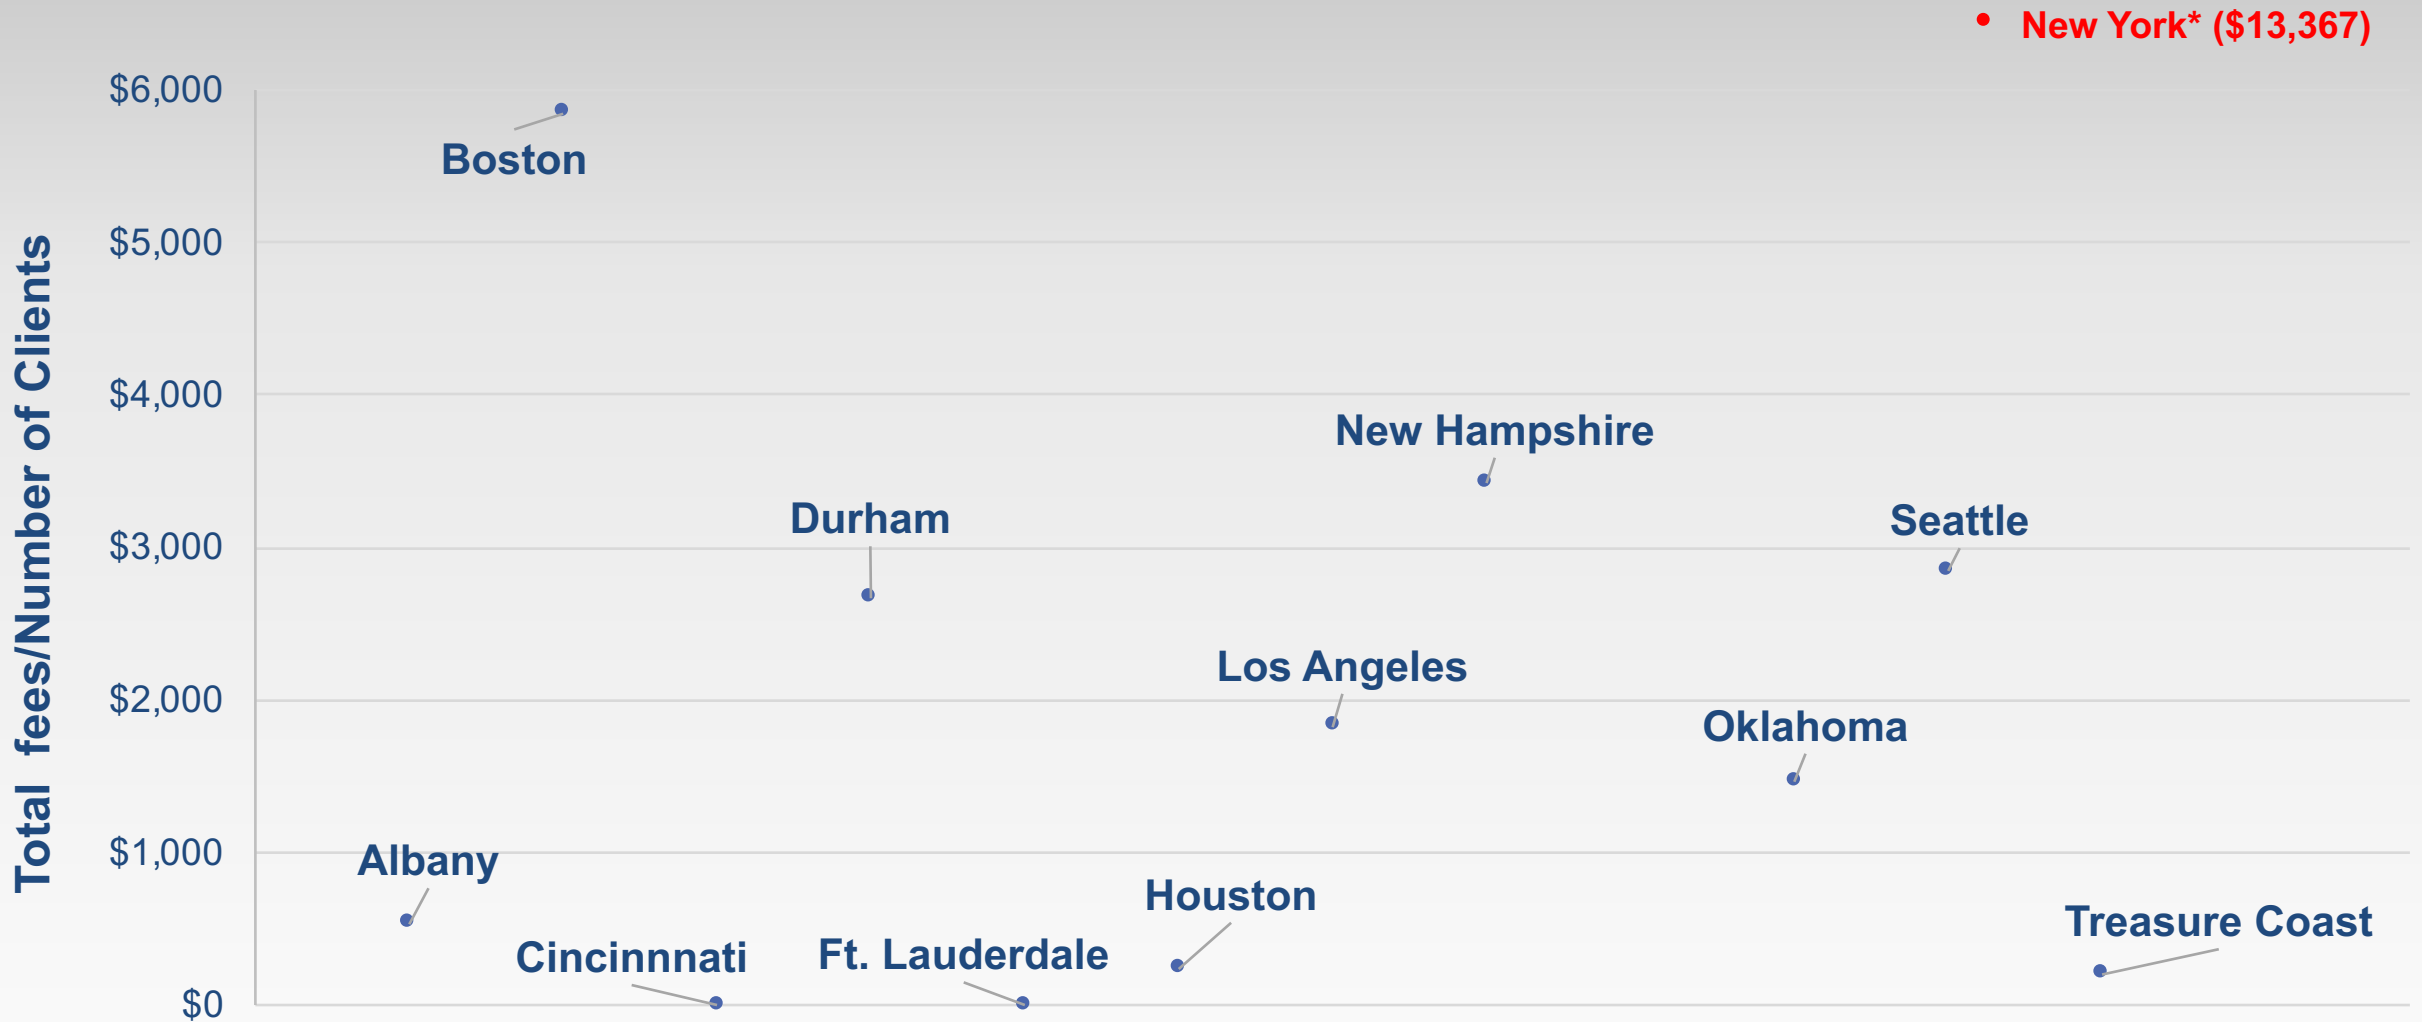 • New York* ($13,367)
Total fees/Number of Clients
$6,000
$5,000
$4,000
$3,000
$2,000
$1,000
$0
Boston
New Hampshire
Durham
Seattle
Los Angeles
Oklahoma
Albany
Houston
Treasure Coast
Cincinnnati
Ft. Lauderdale